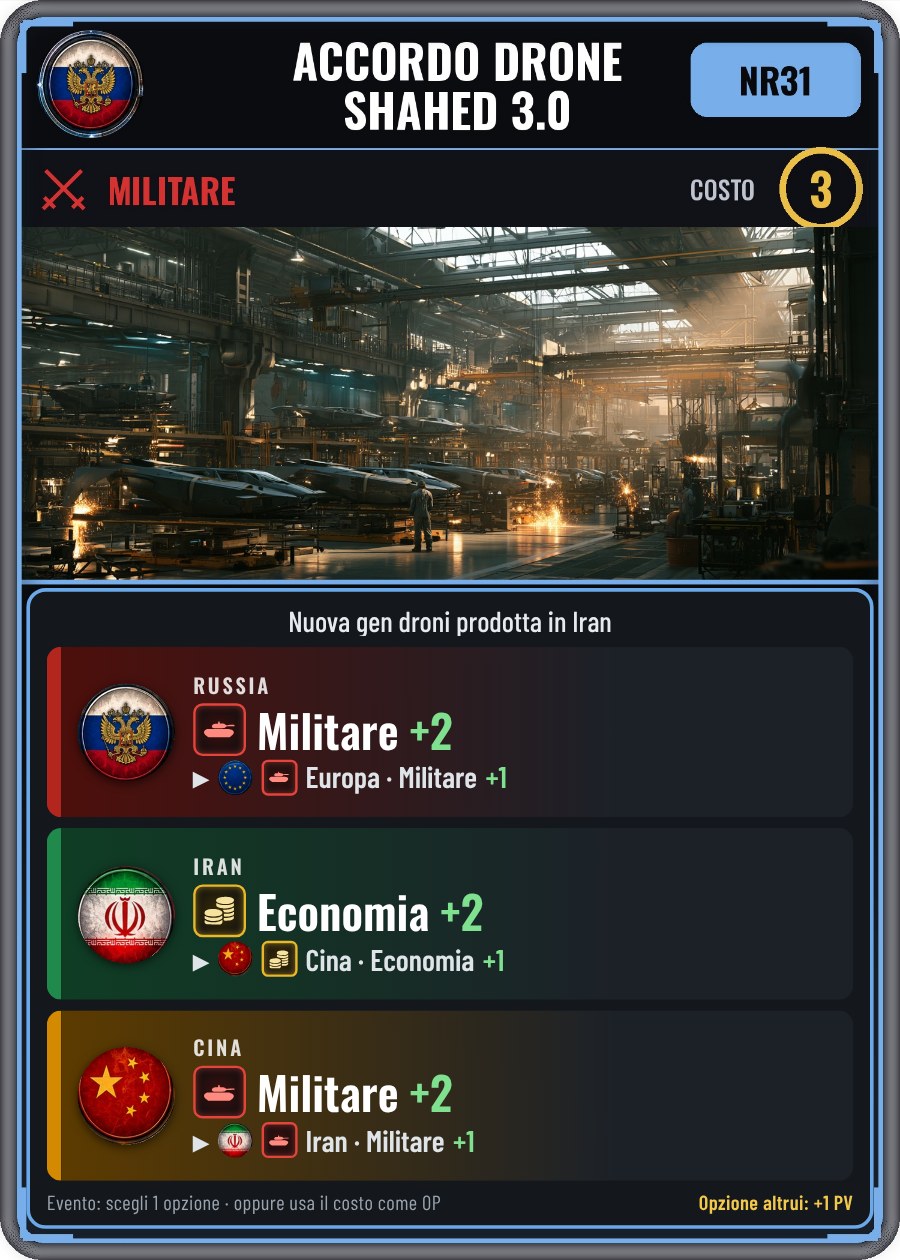 ACCORDO DRONE
SHAHED 3.0
NR31
MILITARE
COSTO
3
Nuova gen droni prodotta in Iran
RUSSIA
Militare +2
▶ Europa · Militare +1
IRAN
Economia +2
▶ Cina · Economia +1
CINA
Militare +2
▶ Iran · Militare +1
Evento: scegli 1 opzione · oppure usa il costo come OP
Opzione altrui: +1 PV